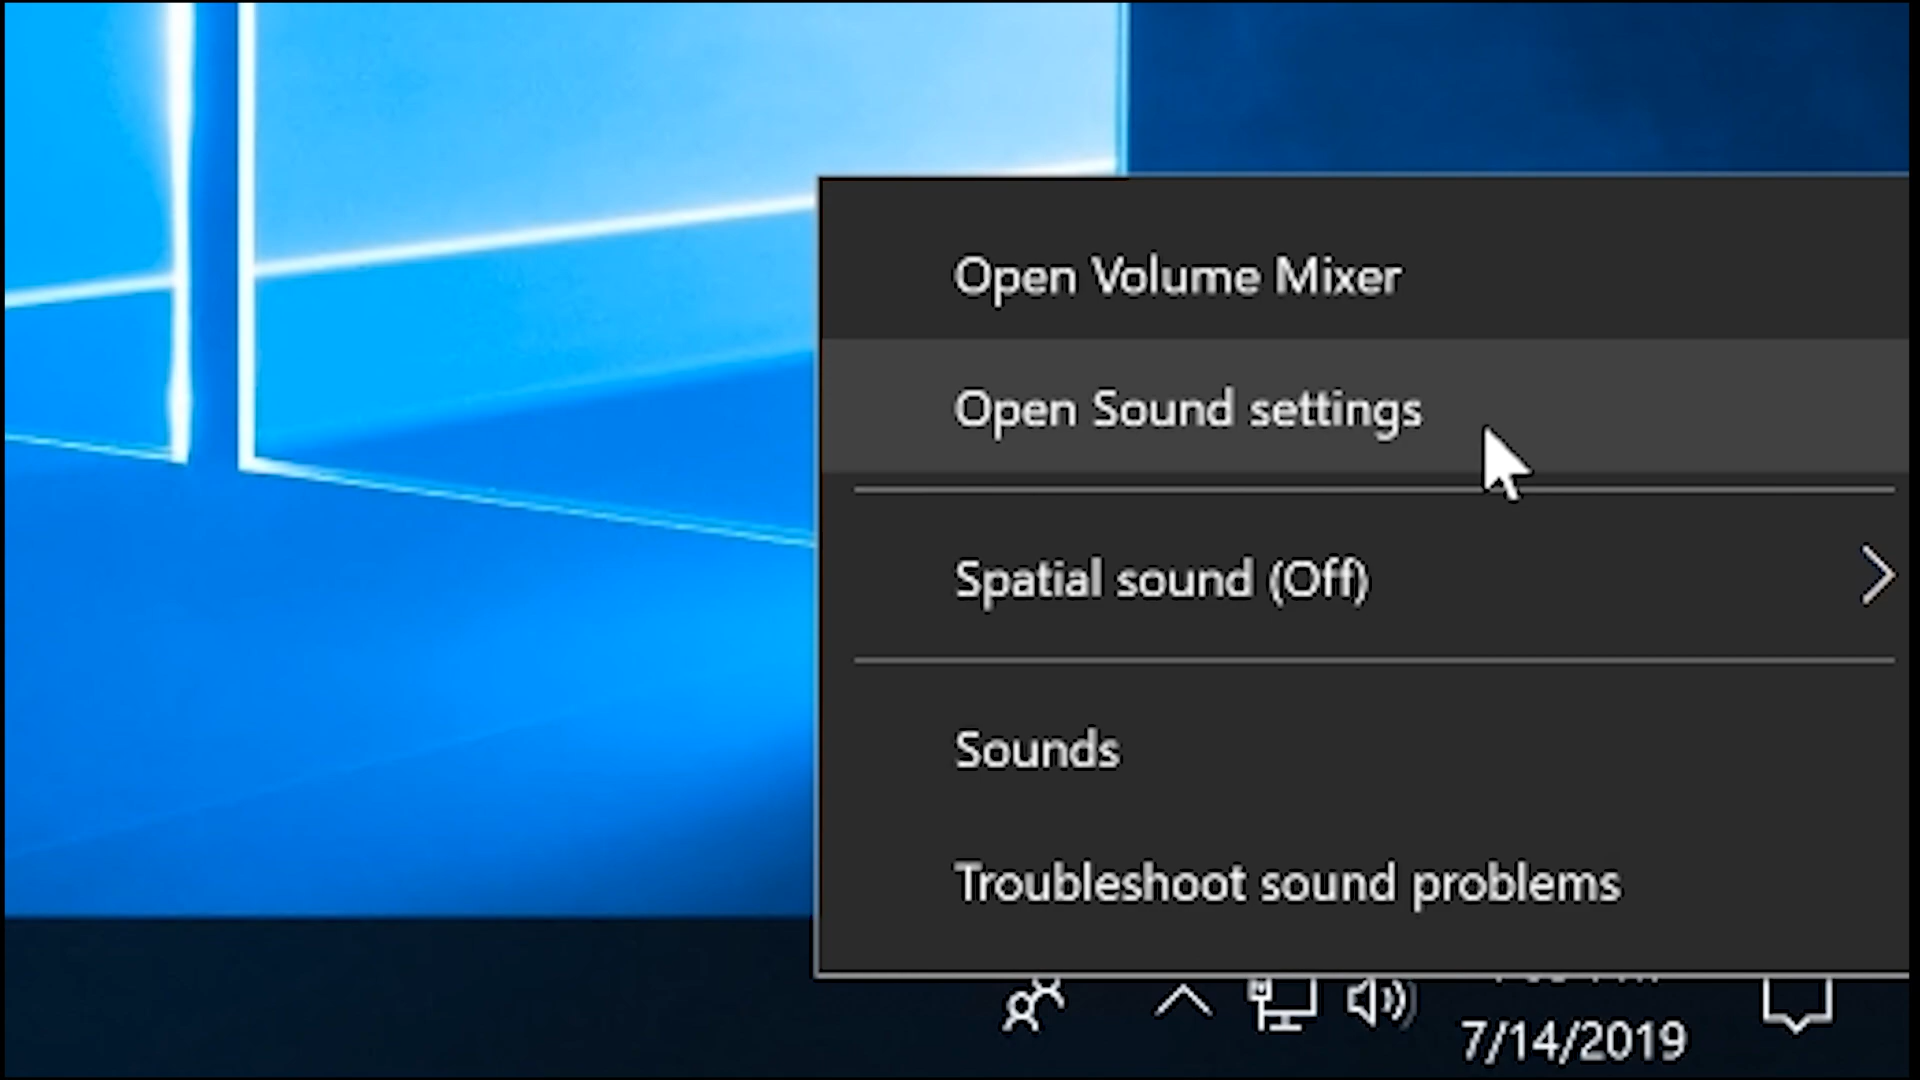 Open Volume Mixer
Open Sound settings
Spatial sound (Off)
Sounds
Troubleshoot sound problems
7/14/2019